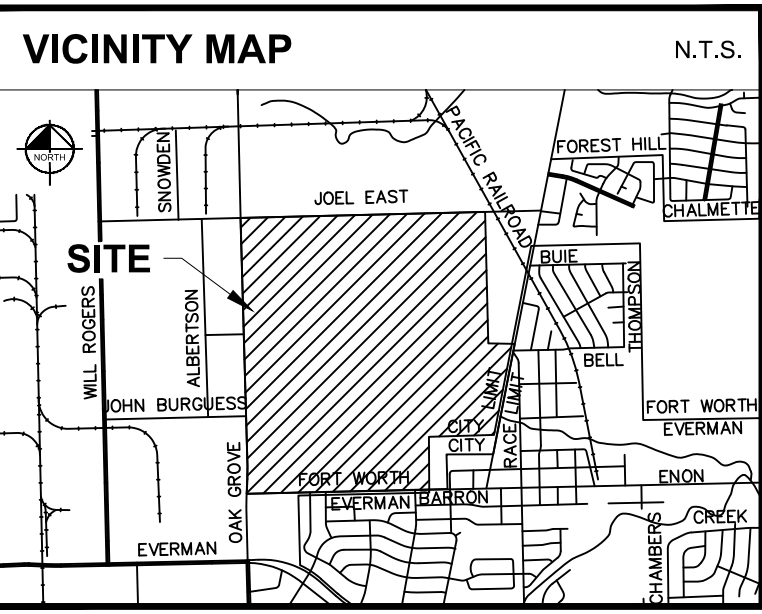 VICINITY MAP
N.T.S.
NORTH
SNOWDEN
PACIFIC RAILROAD
FOREST HILL
JOEL EAST
CHALMETTE
SITE
BUIE
THOMPSON
WILL ROGERS
ALBERTSON
BELL
JOHN BURGUESS
LIMIT
LIMIT
FORT WORTH
EVERMAN
CITY
CITY
RACE
OAK GROVE
FORT WORTH
ENON
EVERMAN
BARRON
EVERMAN
CHAMBERS
CREEK